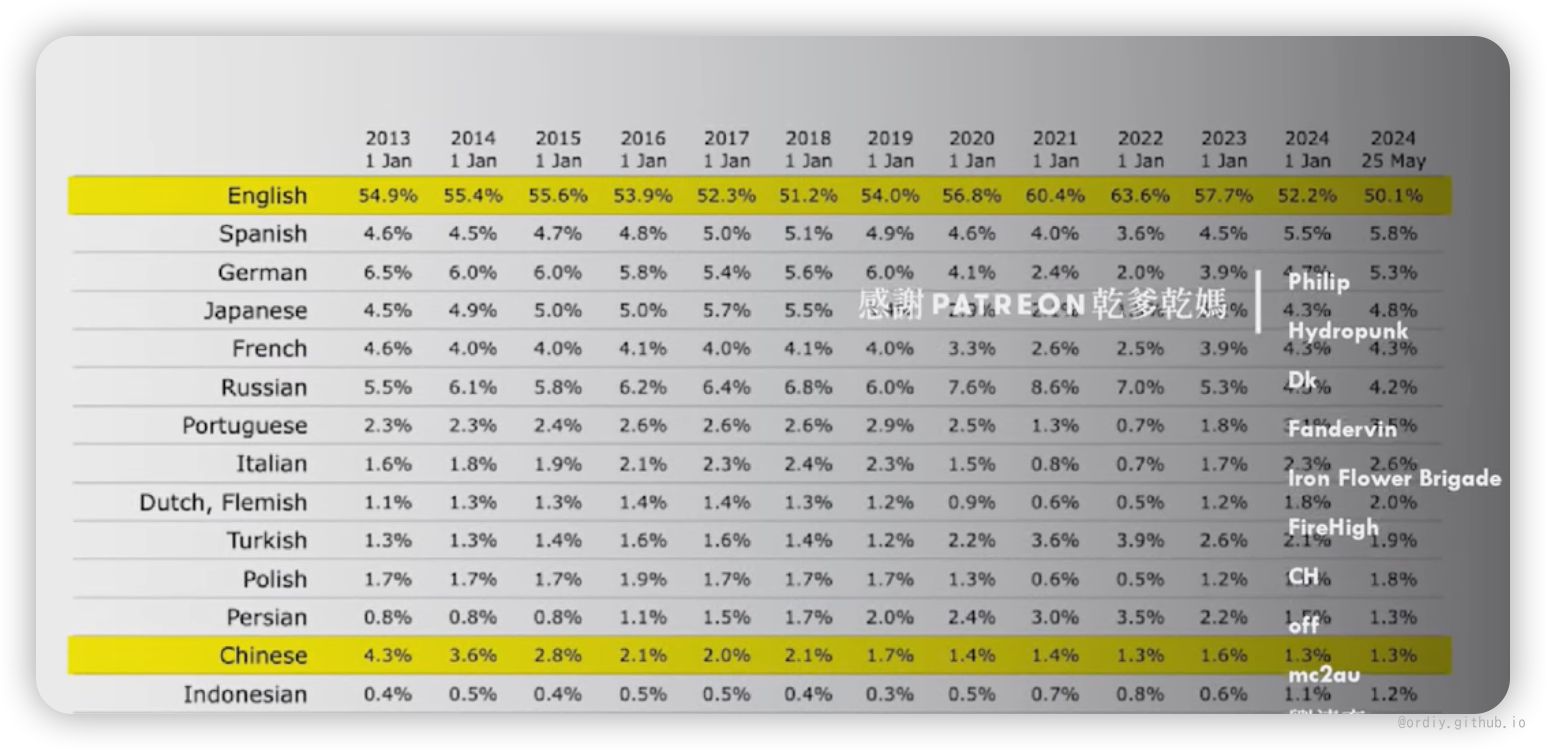 2013 2014 2015 2016 2017 2018 2019 2020 2021 2022 2023 2024 2024
1 Jan 1 Jan 1 Jan 1 Jan 1 Jan 1 Jan 1 Jan 1 Jan 1 Jan 1 Jan 1 Jan 1 Jan 25 May
English 54.9% 55.4% 55.6% 53.9% 52.3% 51.2% 54.0% 56.8% 60.4% 63.6% 57.7% 52.2% 50.1%
Spanish 4.6% 4.5% 4.7% 4.8% 5.0% 5.1% 4.9% 4.6% 4.0% 3.6% 4.5% 5.5% 5.8%
German 6.5% 6.0% 6.0% 5.8% 5.4% 5.6% 6.0% 4.1% 2.4% 2.0% 3.9% 5.3%
Philip
Japanese 4.5% 4.9% 5.0% 5.0% 5.7% 5.5% 4.3% 4.8%
感謝 PATREON 乾爹乾媽
Hydropunk
French 4.6% 4.0% 4.0% 4.1% 4.0% 4.1% 4.0% 3.3% 2.6% 2.5% 3.9% 4.3% 4.3%
Russian 5.5% 6.1% 5.8% 6.2% 6.4% 6.8% 6.0% 7.6% 8.6% 7.0% 5.3% 4.2%
Dk
Portuguese 2.3% 2.3% 2.4% 2.6% 2.6% 2.6% 2.9% 2.5% 1.3% 0.7% 1.8%
Fandervin
Italian 1.6% 1.8% 1.9% 2.1% 2.3% 2.4% 2.3% 1.5% 0.8% 0.7% 1.7% 2.3% 2.6%
Iron Flower Brigade
Dutch, Flemish 1.1% 1.3% 1.3% 1.4% 1.4% 1.3% 1.2% 0.9% 0.6% 0.5% 1.2% 1.8% 2.0%
FireHigh
Turkish 1.3% 1.3% 1.4% 1.6% 1.6% 1.4% 1.2% 2.2% 3.6% 3.9% 2.6% 2.1% 1.9%
Polish 1.7% 1.7% 1.7% 1.9% 1.7% 1.7% 1.7% 1.3% 0.6% 0.5% 1.2% 1.8%
CH
Persian 0.8% 0.8% 0.8% 1.1% 1.5% 1.7% 2.0% 2.4% 3.0% 3.5% 2.2% 1.3%
off
Chinese 4.3% 3.6% 2.8% 2.1% 2.0% 2.1% 1.7% 1.4% 1.4% 1.3% 1.6% 1.3% 1.3%
mc2au
Indonesian 0.4% 0.5% 0.4% 0.5% 0.5% 0.4% 0.3% 0.5% 0.7% 0.8% 0.6% 1.1% 1.2%
@ordiy.github.io